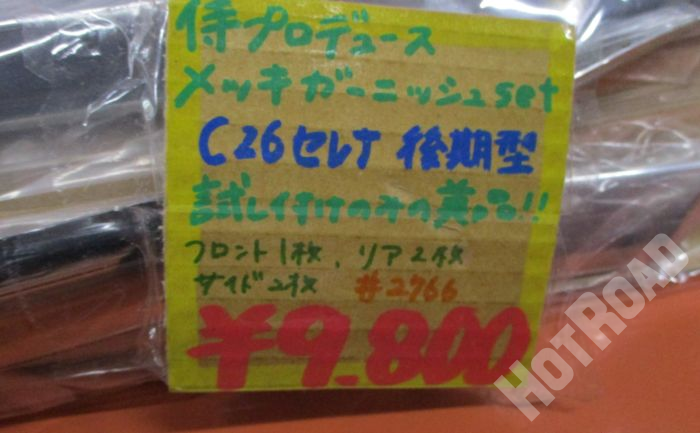 侍プロデュース
メッキガーニッシュset
C26セレナ 後期型
試し付けのみの美品!!
フロント1枚、リア2枚
サイド2枚 #2766
¥9.800
HOTROAD